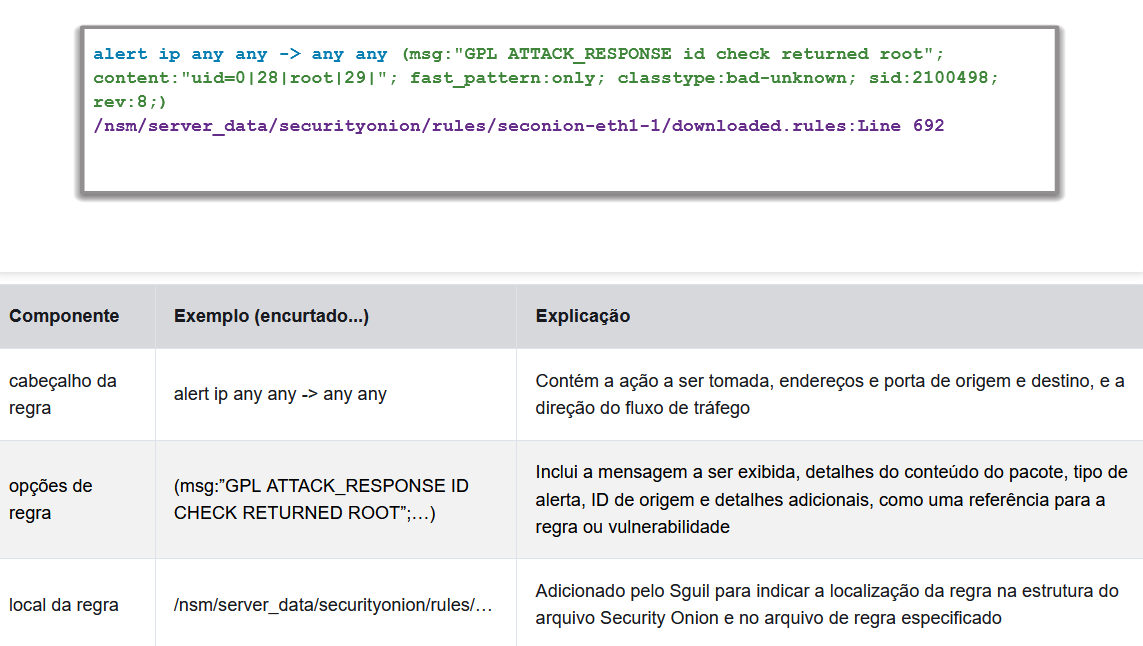 alert ip any any -> any any (msg:"GPL ATTACK_RESPONSE id check returned root";
content:"uid=0|28|root|29|"; fast_pattern:only; classtype:bad-unknown; sid:2100498;
rev:8;)
/nsm/server_data/securityonion/rules/seconion-eth1-1/downloaded.rules:Line 692
Componente
Exemplo (encurtado...)
Explicação
cabeçalho da
regra
alert ip any any -> any any
Contém a ação a ser tomada, endereços e porta de origem e destino, e a
direção do fluxo de tráfego
opções de
regra
(msg:”GPL ATTACK_RESPONSE ID
CHECK RETURNED ROOT”;…)
Inclui a mensagem a ser exibida, detalhes do conteúdo do pacote, tipo de
alerta, ID de origem e detalhes adicionais, como uma referência para a
regra ou vulnerabilidade
local da regra
/nsm/server_data/securityonion/rules/…
Adicionado pelo Sguil para indicar a localização da regra na estrutura do
arquivo Security Onion e no arquivo de regra especificado